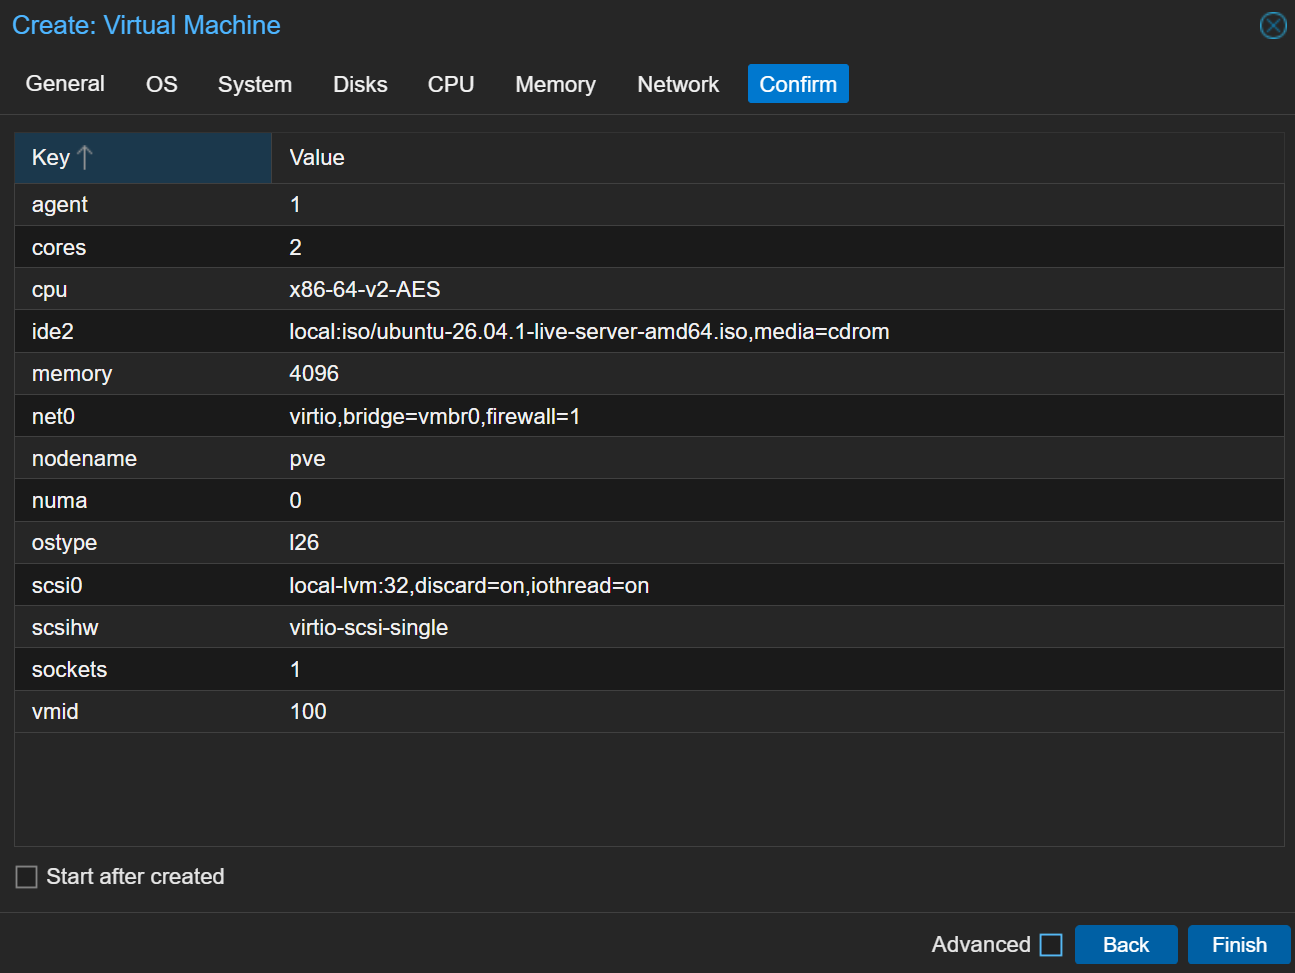 Create: Virtual Machine
General OS System Disks CPU Memory Network Confirm
Key Value
agent 1
cores 2
cpu x86-64-v2-AES
ide2 local:iso/ubuntu-26.04.1-live-server-amd64.iso,media=cdrom
memory 4096
net0 virtio,bridge=vmbr0,firewall=1
nodename pve
numa 0
ostype l26
scsi0 local-lvm:32,discard=on,iothread=on
scsihw virtio-scsi-single
sockets 1
vmid 100
Start after created
Advanced Back Finish